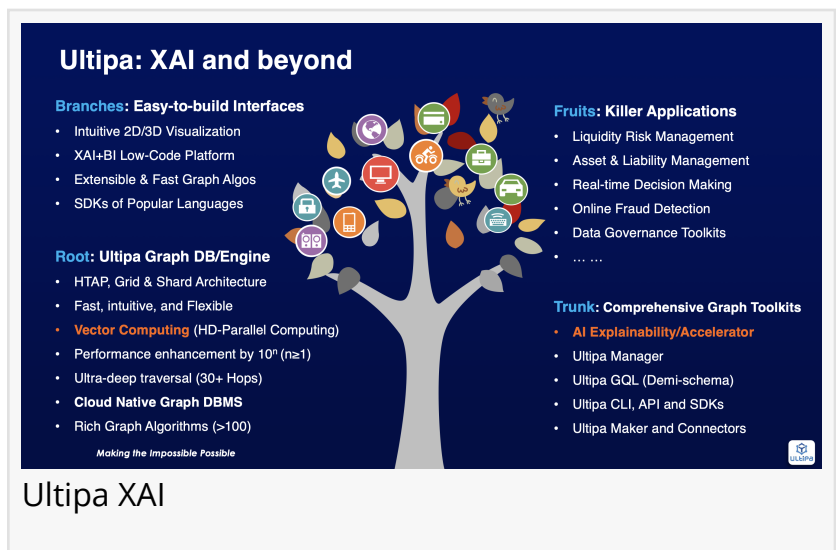 Ultipa: XAI and beyond
Branches: Easy-to-build Interfaces
• Intuitive 2D/3D Visualization
• XAI+BI Low-Code Platform
• Extensible & Fast Graph Algos
• SDKs of Popular Languages
Root: Ultipa Graph DB/Engine
• HTAP, Grid & Shard Architecture
• Fast, intuitive, and Flexible
• Vector Computing (HD-Parallel Computing)
• Performance enhancement by 10ⁿ (n≥1)
• Ultra-deep traversal (30+ Hops)
• Cloud Native Graph DBMS
• Rich Graph Algorithms (>100)
Making the Impossible Possible
Fruits: Killer Applications
• Liquidity Risk Management
• Asset & Liability Management
• Real-time Decision Making
• Online Fraud Detection
• Data Governance Toolkits
• … …
Trunk: Comprehensive Graph Toolkits
• AI Explainability/Accelerator
• Ultipa Manager
• Ultipa GQL (Demi-schema)
• Ultipa CLI, API and SDKs
• Ultipa Maker and Connectors
ULTIPA
Ultipa XAI